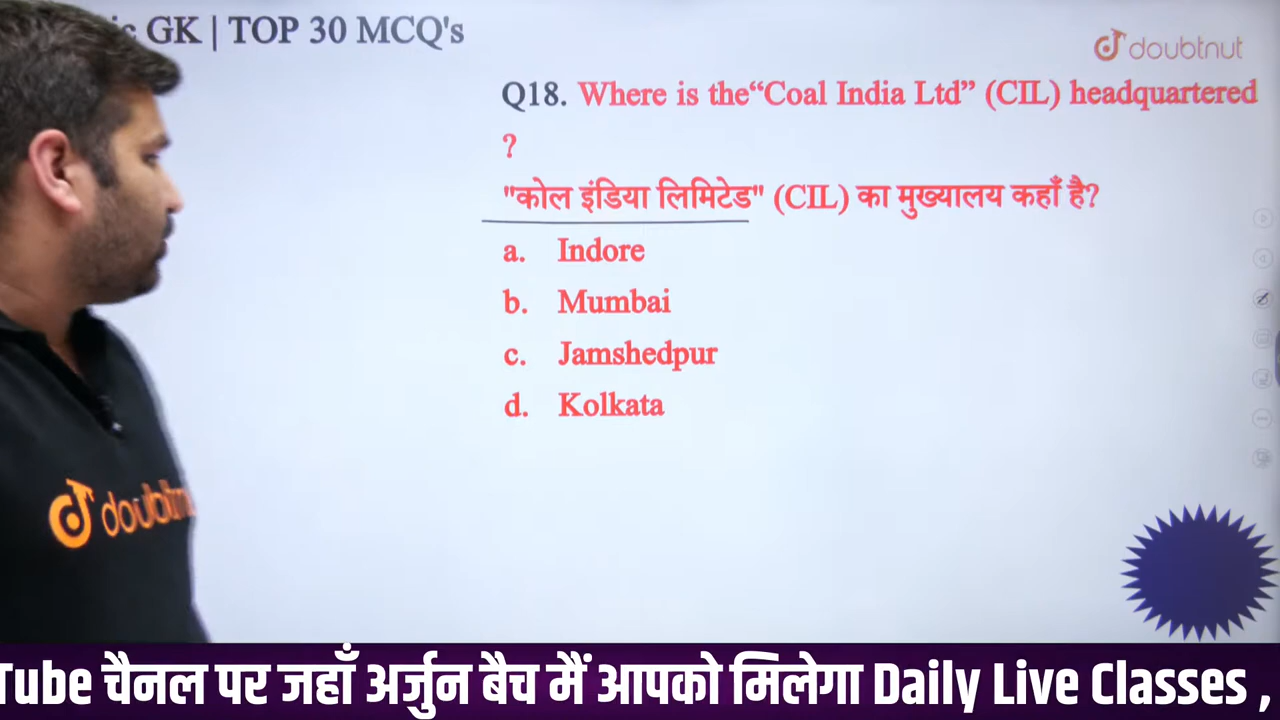 GK | TOP 30 MCQ's
doubtnut
Q18. Where is the“Coal India Ltd” (CIL) headquartered
?
"कोल इंडिया लिमिटेड" (CIL) का मुख्यालय कहाँ है?
a. Indore
b. Mumbai
c. Jamshedpur
d. Kolkata
Tube चैनल पर जहाँ अर्जुन बैच मैं आपको मिलेगा Daily Live Classes ,